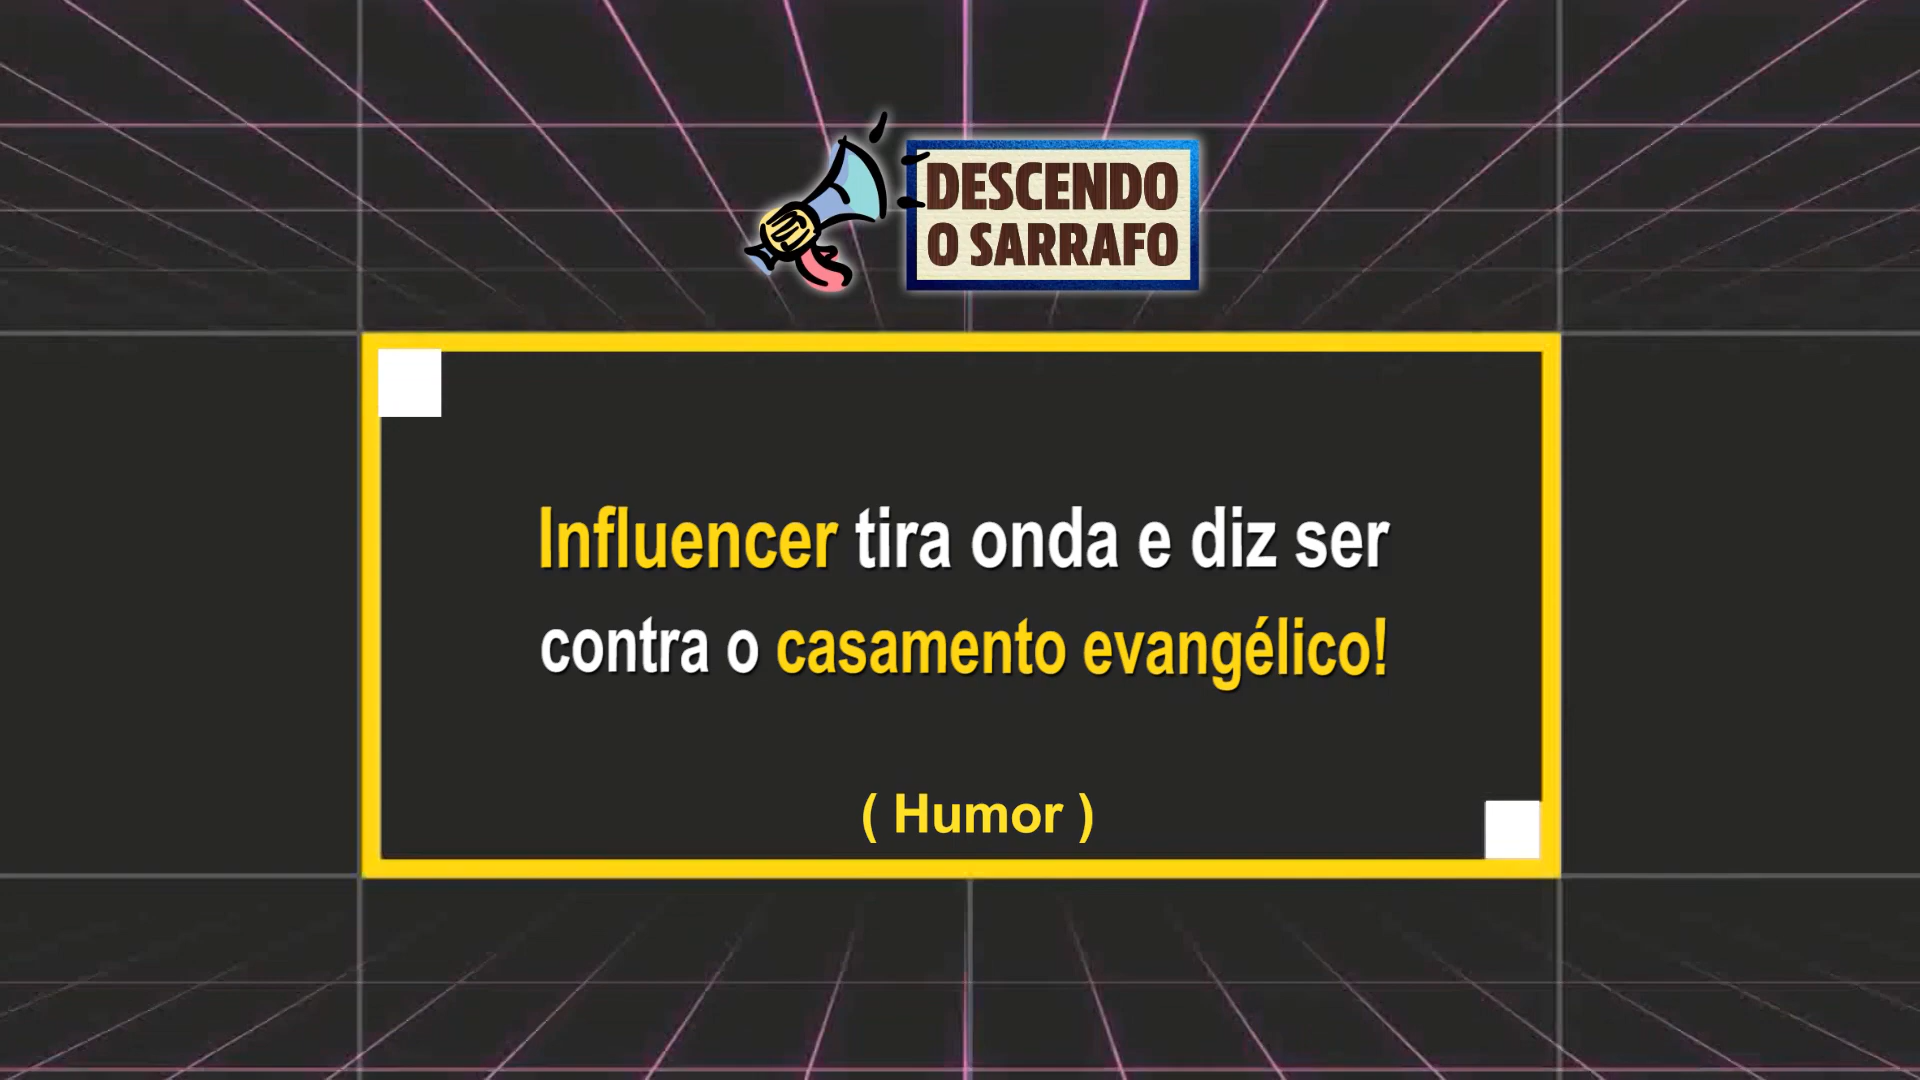 DESCENDO
O SARRAFO
Influencer tira onda e diz ser
contra o casamento evangélico!
( Humor )